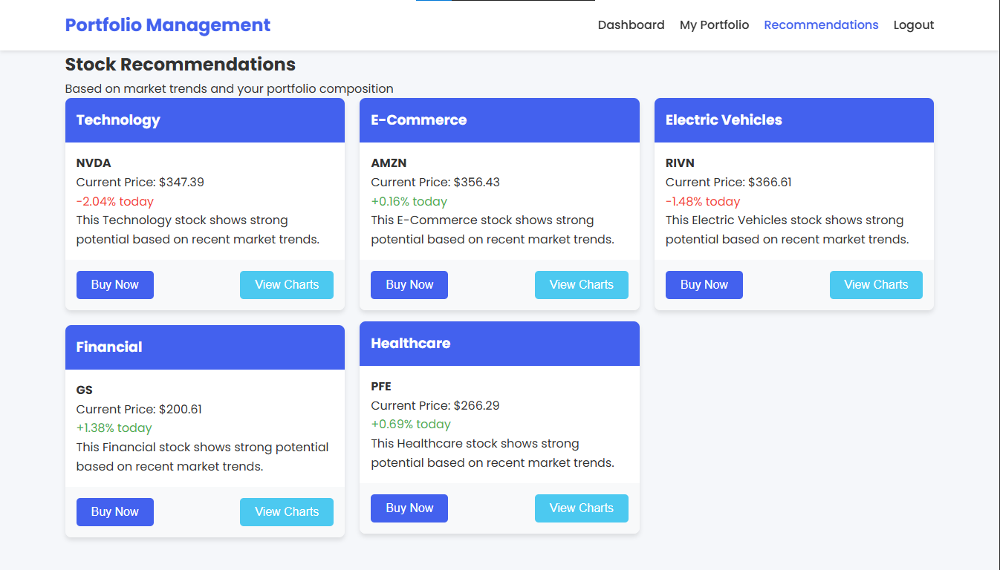 Portfolio Management
Dashboard My Portfolio Recommendations Logout
Stock Recommendations
Based on market trends and your portfolio composition
Technology
NVDA
Current Price: $347.39
-2.04% today
This Technology stock shows strong
potential based on recent market trends.
Buy Now View Charts
E-Commerce
AMZN
Current Price: $356.43
+0.16% today
This E-Commerce stock shows strong
potential based on recent market trends.
Buy Now View Charts
Electric Vehicles
RIVN
Current Price: $366.61
-1.48% today
This Electric Vehicles stock shows strong
potential based on recent market trends.
Buy Now View Charts
Financial
GS
Current Price: $200.61
+1.38% today
This Financial stock shows strong potential
based on recent market trends.
Buy Now View Charts
Healthcare
PFE
Current Price: $266.29
+0.69% today
This Healthcare stock shows strong
potential based on recent market trends.
Buy Now View Charts